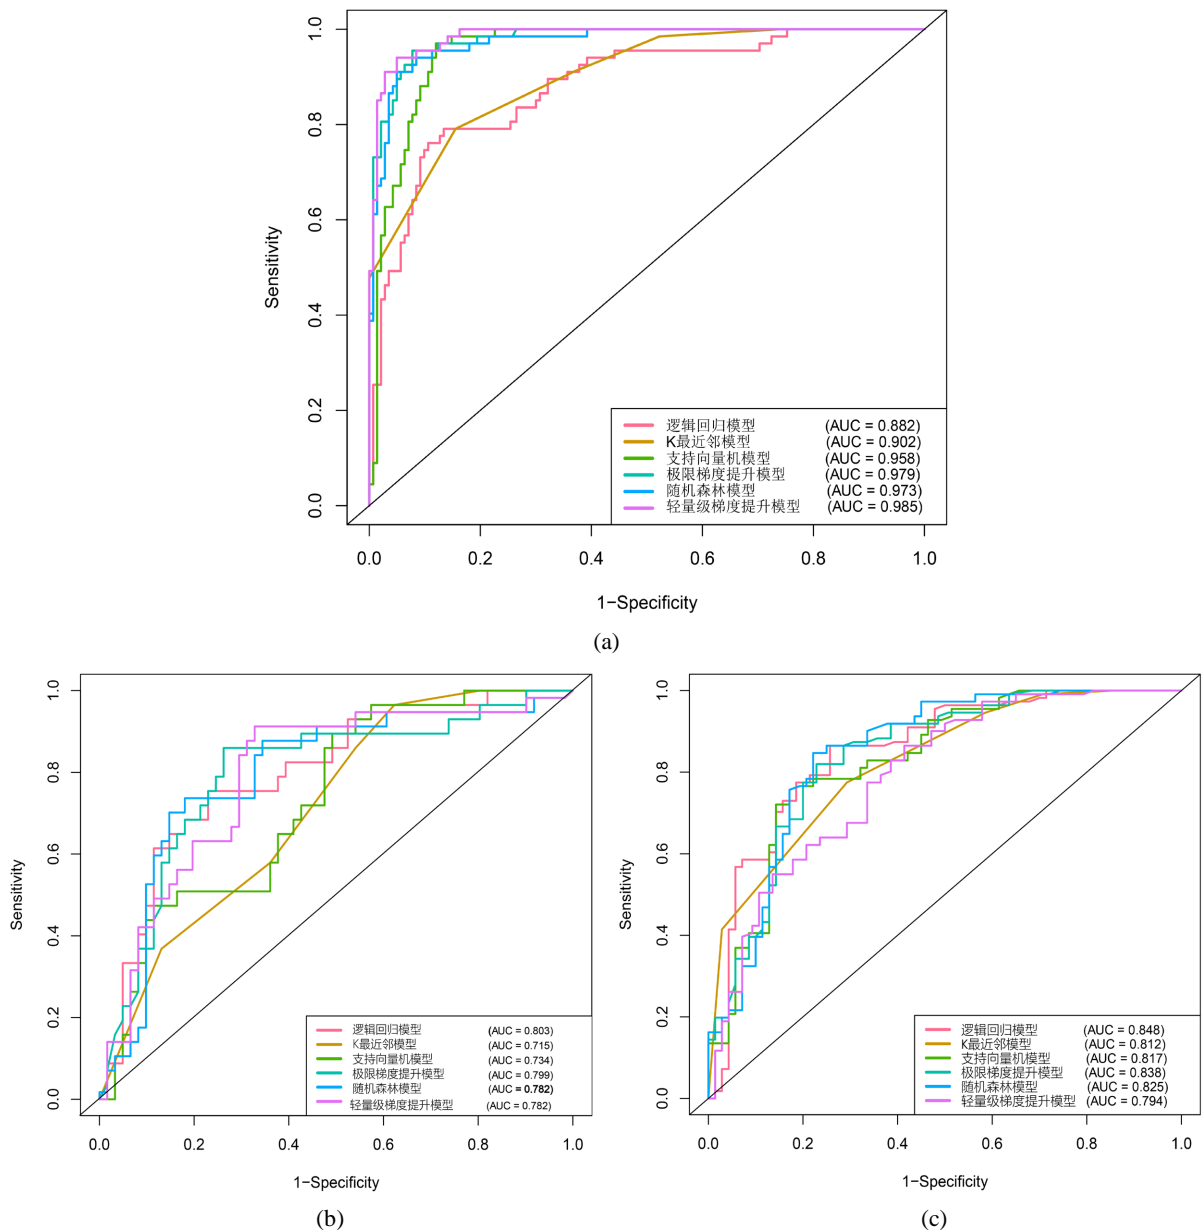 1.0
0.8
0.6
0.4
0.2
0.0
Sensitivity
逻辑回归模型 (AUC = 0.882)
K最近邻模型 (AUC = 0.902)
支持向量机模型 (AUC = 0.958)
极限梯度提升模型 (AUC = 0.979)
随机森林模型 (AUC = 0.973)
轻量级梯度提升模型 (AUC = 0.985)
0.0 0.2 0.4 0.6 0.8 1.0
1−Specificity
(a)
1.0
0.8
0.6
0.4
0.2
0.0
Sensitivity
逻辑回归模型 (AUC = 0.803)
K最近邻模型 (AUC = 0.715)
支持向量机模型 (AUC = 0.734)
极限梯度提升模型 (AUC = 0.799)
随机森林模型 (AUC = 0.782)
轻量级梯度提升模型 (AUC = 0.782)
0.0 0.2 0.4 0.6 0.8 1.0
1−Specificity
(b)
1.0
0.8
0.6
0.4
0.2
0.0
Sensitivity
逻辑回归模型 (AUC = 0.848)
K最近邻模型 (AUC = 0.812)
支持向量机模型 (AUC = 0.817)
极限梯度提升模型 (AUC = 0.838)
随机森林模型 (AUC = 0.825)
轻量级梯度提升模型 (AUC = 0.794)
0.0 0.2 0.4 0.6 0.8 1.0
1−Specificity
(c)